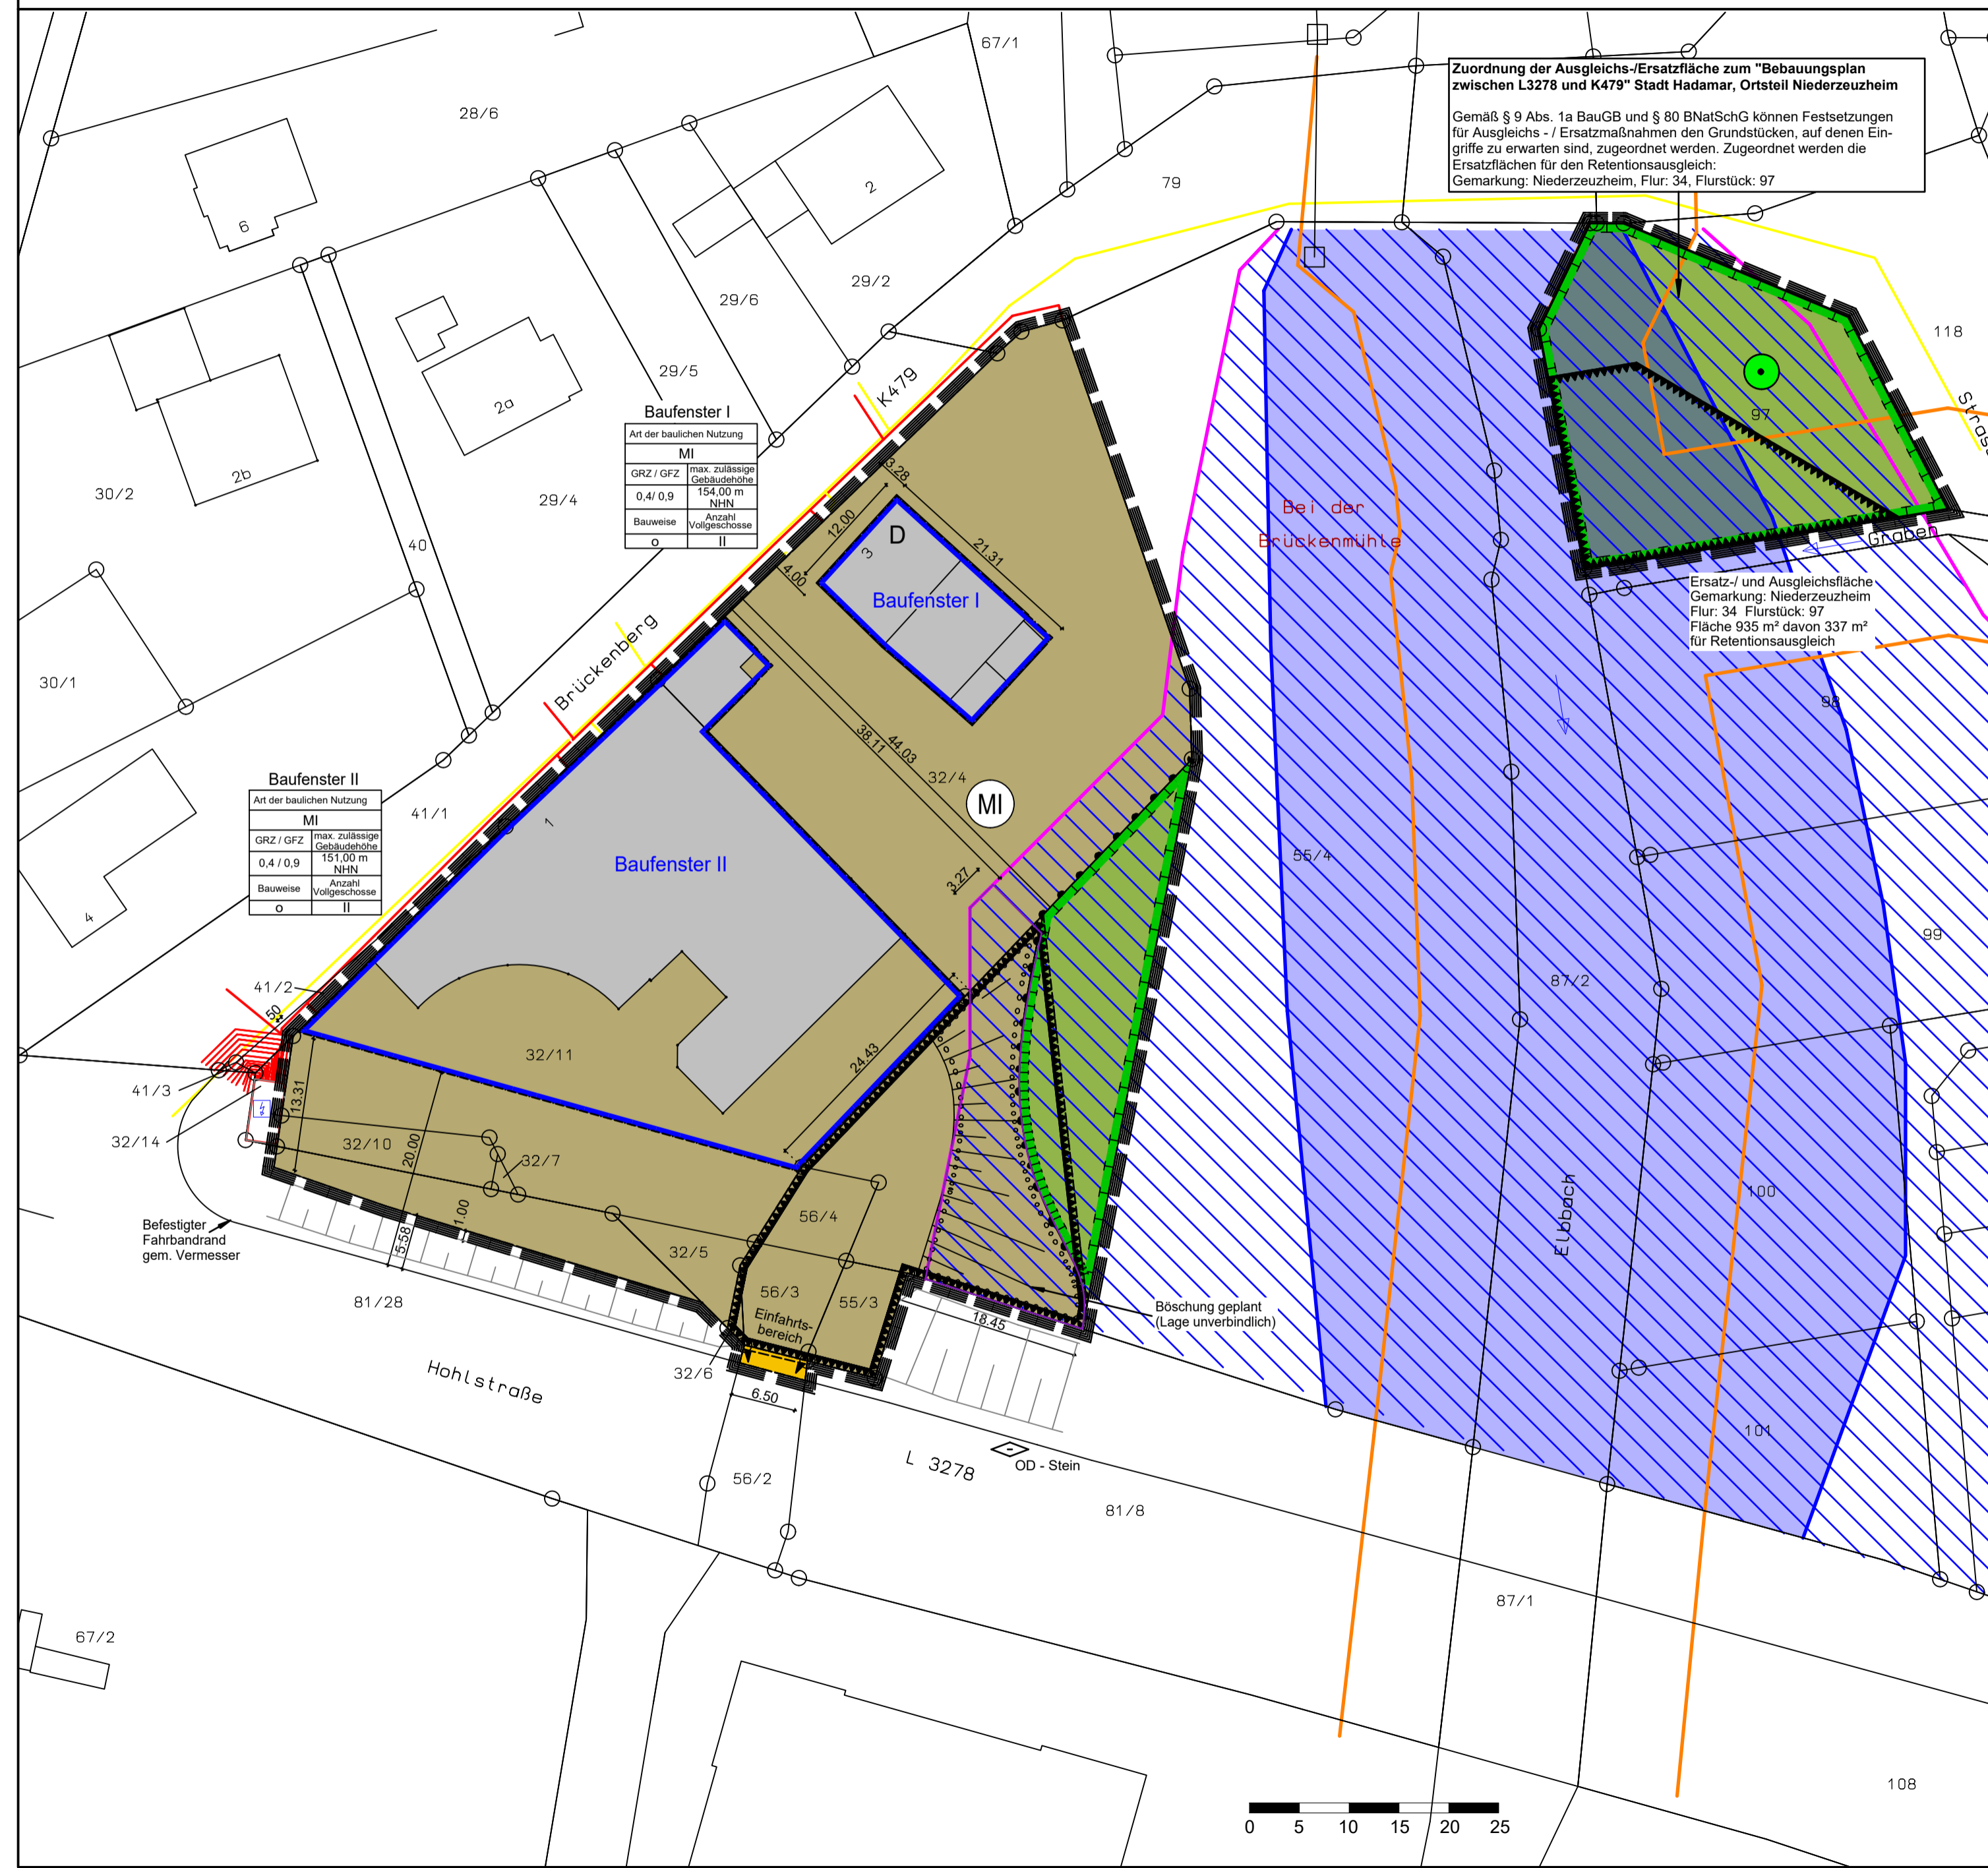 67/1
28/6
Zuordnung der Ausgleichs-/Ersatzfläche zum "Bebauungsplan
zwischen L3278 und K479" Stadt Hadamar, Ortsteil Niederzeuzheim
Gemäß § 9 Abs. 1a BauGB und § 80 BNatSchG können Festsetzungen
für Ausgleichs - / Ersatzmaßnahmen den Grundstücken, auf denen Ein-
griffe zu erwarten sind, zugeordnet werden. Zugeordnet werden die
Ersatzflächen für den Retentionsausgleich:
Gemarkung: Niederzeuzheim, Flur: 34, Flurstück: 97
79
2
6
29/2
29/6
118
29/5
2a
K479
97
Baufenster I
Art der baulichen Nutzung
MI
GRZ / GFZ
max. zulässige
Gebäudehöhe
0,4/ 0,9
154,00 m
NHN
Bauweise
Anzahl
Vollgeschosse
o
II
2b
30/2
29/4
40
3.28
12.00
D
3
21.31
4.00
Baufenster I
Bei der
Brückenmühle
Graben
Ersatz-/ und Ausgleichsfläche
Gemarkung: Niederzeuzheim
Flur: 34 Flurstück: 97
Fläche 935 m² davon 337 m²
für Retentionsausgleich
98
30/1
Brückenberg
38.11
44.03
32/4
MI
Baufenster II
Art der baulichen Nutzung
MI
GRZ / GFZ
max. zulässige
Gebäudehöhe
0,4 / 0,9
151,00 m
NHN
Bauweise
Anzahl
Vollgeschosse
o
II
41/1
1
Baufenster II
3.27
55/4
4
99
87/2
41/2
50
32/11
24.43
41/3
13.31
32/14
32/10
20.00
32/7
100
Elbbach
Befestigter
Fahrbandrand
gem. Vermesser
5.58
1.00
56/4
32/5
56/3
55/3
Einfahrts-
bereich
81/28
18.45
Böschung geplant
(Lage unverbindlich)
32/6
6.50
Hohlstraße
101
L 3278
OD - Stein
56/2
81/8
87/1
67/2
108
0 5 10 15 20 25